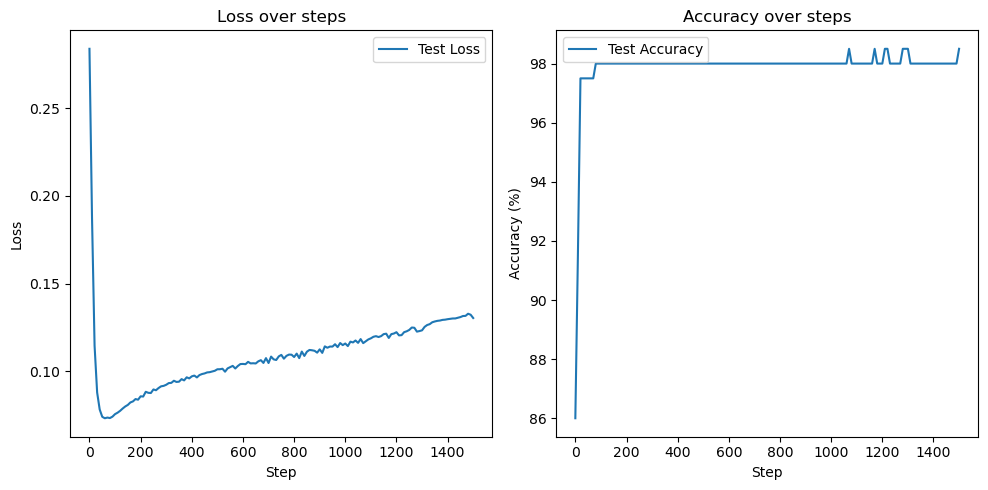 Loss over steps
Test Loss
0.25
0.20
0.15
0.10
Loss
0 200 400 600 800 1000 1200 1400
Step
Accuracy over steps
Test Accuracy
98
96
94
92
90
88
86
Accuracy (%)
0 200 400 600 800 1000 1200 1400
Step